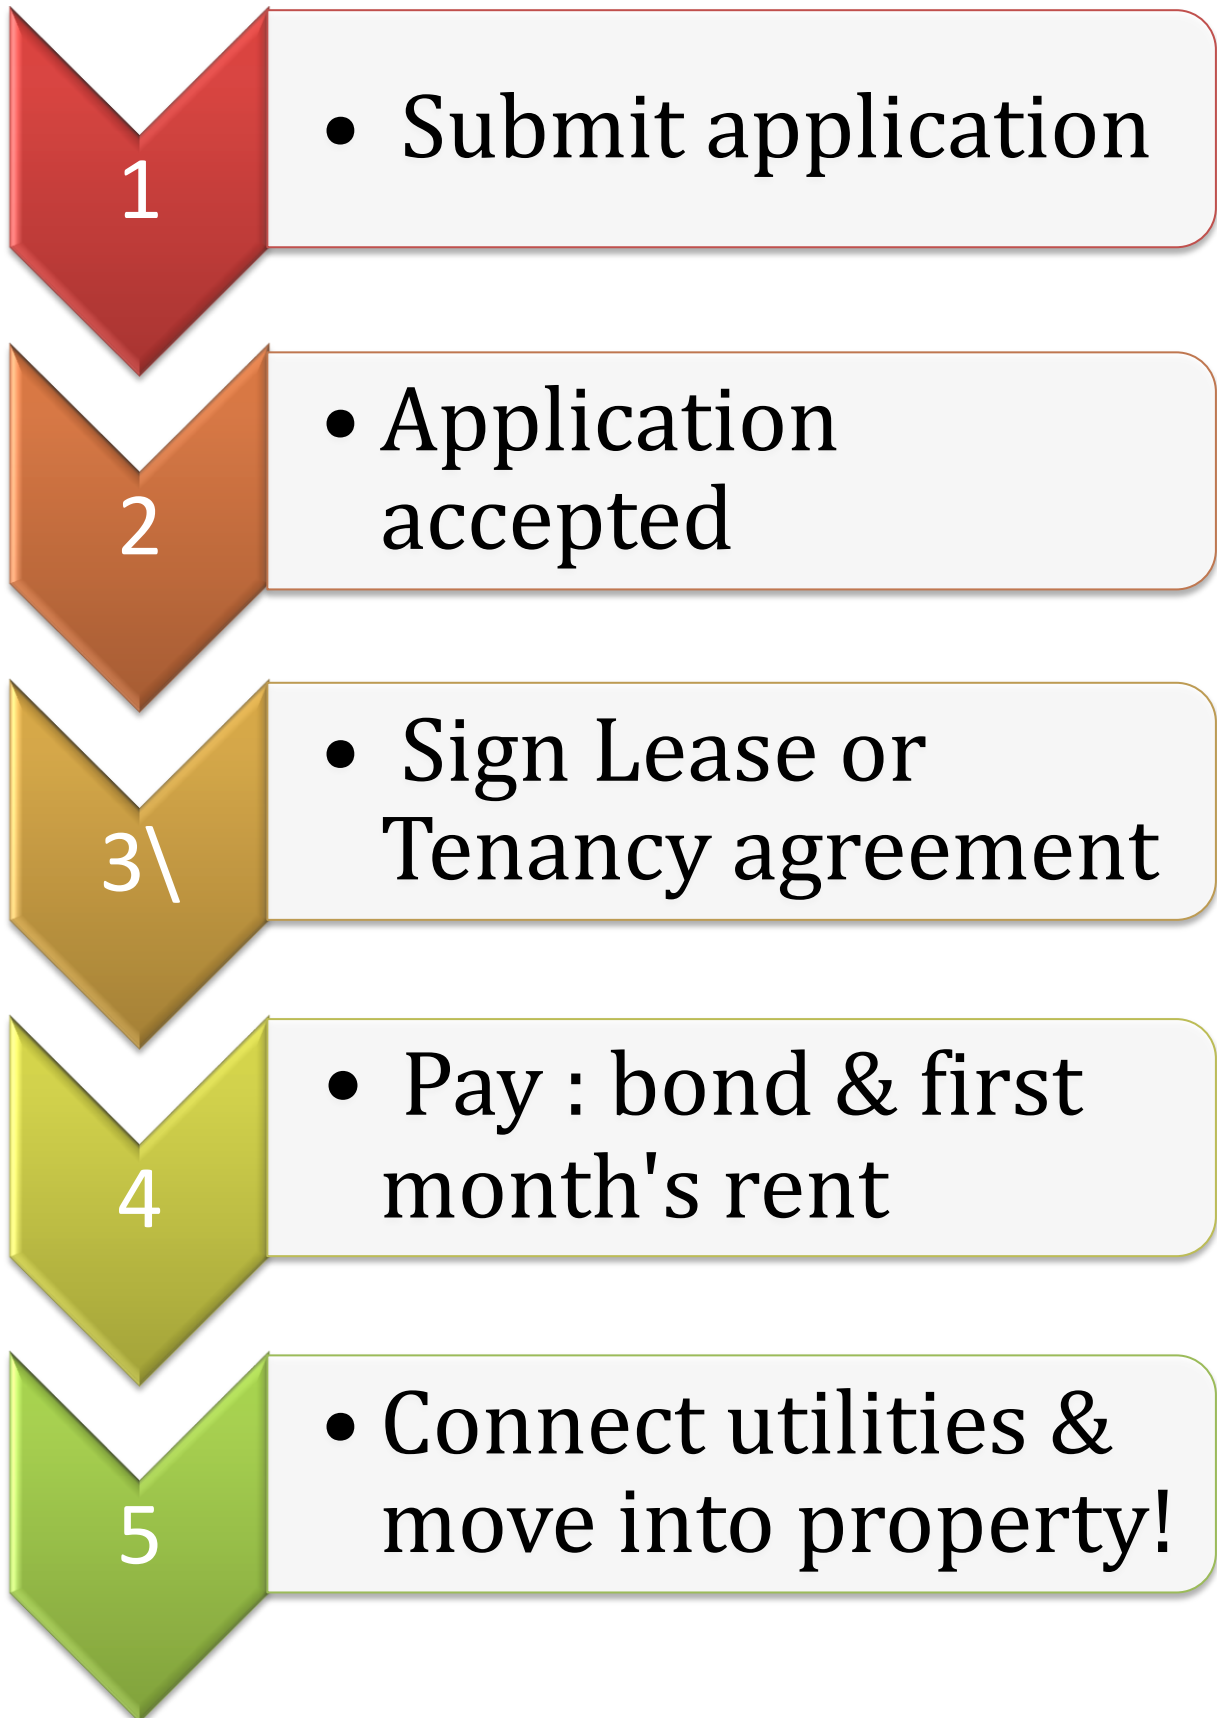 1
• Submit application
2
• Application
accepted
3\
• Sign Lease or
Tenancy agreement
4
• Pay : bond & first
month's rent
5
• Connect utilities &
move into property!